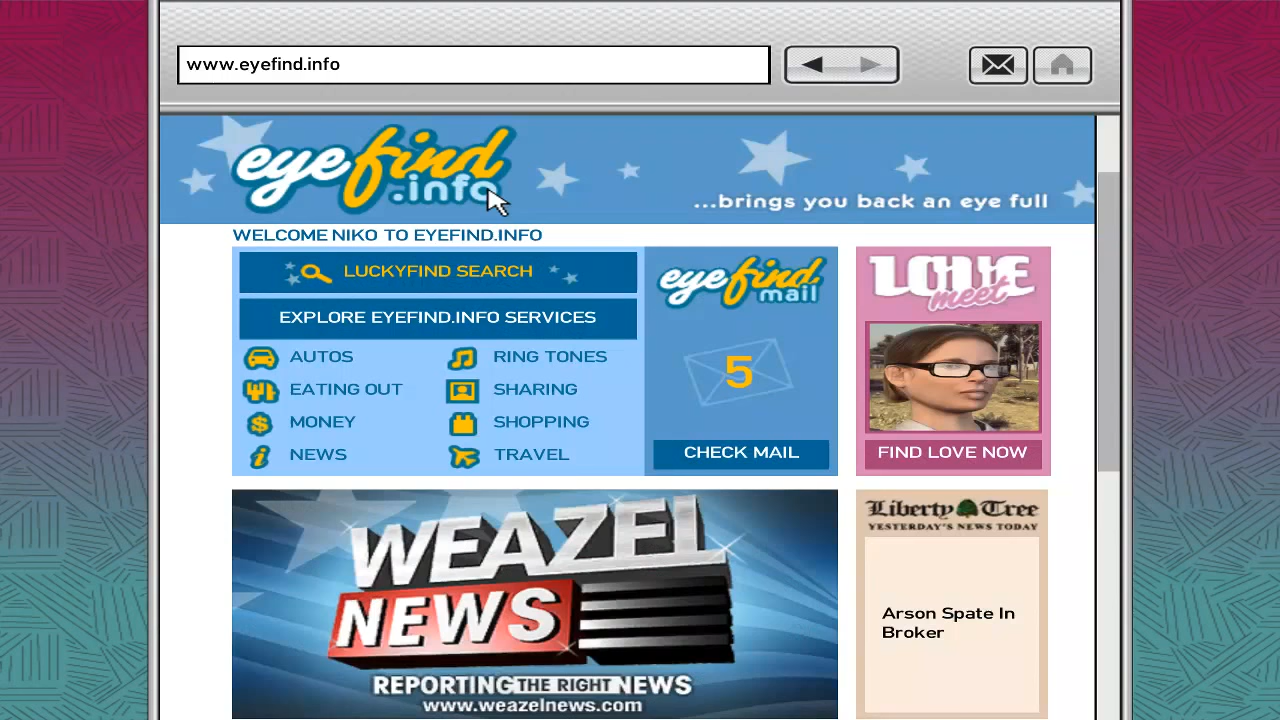 www.eyefind.info
eyefind
.info
...brings you back an eye full
WELCOME NIKO TO EYEFIND.INFO
LUCKYFIND SEARCH
EXPLORE EYEFIND.INFO SERVICES
AUTOS
RING TONES
EATING OUT
SHARING
MONEY
SHOPPING
NEWS
TRAVEL
eyefind
mail
5
CHECK MAIL
LOVE
meet
FIND LOVE NOW
WEAZEL
NEWS
REPORTING THE RIGHT NEWS
www.weazelnews.com
Liberty Tree
YESTERDAY'S NEWS TODAY
Arson Spate In
Broker